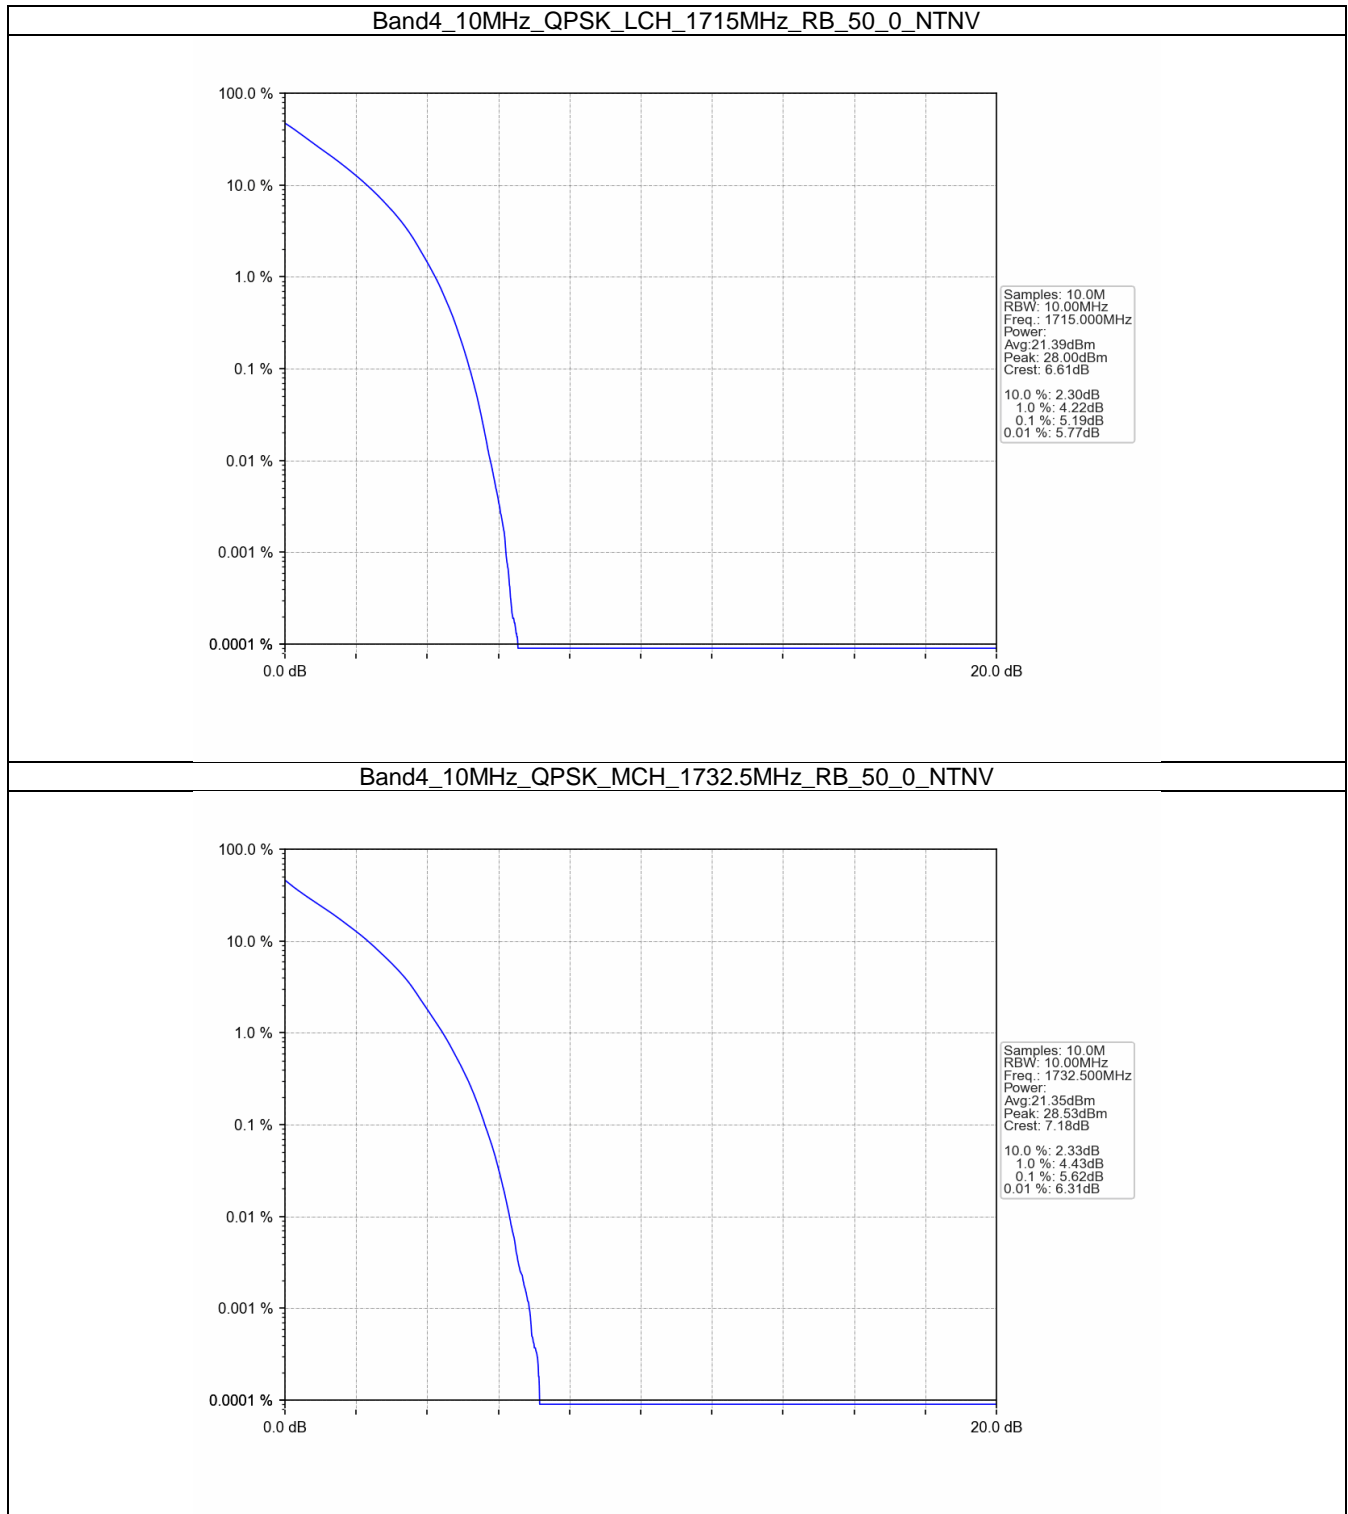 Band4_10MHz_QPSK_LCH_1715MHz_RB_50_0_NTNV
100.0 %
10.0 %
1.0 %
0.1 %
0.01 %
0.001 %
0.0001 %
0.0 dB
20.0 dB
Samples: 10.0M
RBW: 10.00MHz
Freq.: 1715.000MHz
Power:
Avg:21.39dBm
Peak: 28.00dBm
Crest: 6.61dB
10.0 %: 2.30dB
1.0 %: 4.22dB
0.1 %: 5.19dB
0.01 %: 5.77dB
Band4_10MHz_QPSK_MCH_1732.5MHz_RB_50_0_NTNV
100.0 %
10.0 %
1.0 %
0.1 %
0.01 %
0.001 %
0.0001 %
0.0 dB
20.0 dB
Samples: 10.0M
RBW: 10.00MHz
Freq.: 1732.500MHz
Power:
Avg:21.35dBm
Peak: 28.53dBm
Crest: 7.18dB
10.0 %: 2.33dB
1.0 %: 4.43dB
0.1 %: 5.62dB
0.01 %: 6.31dB